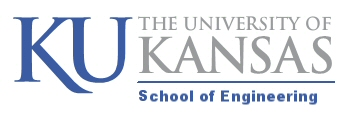 KU THE UNIVERSITY OF
KANSAS
School of Engineering